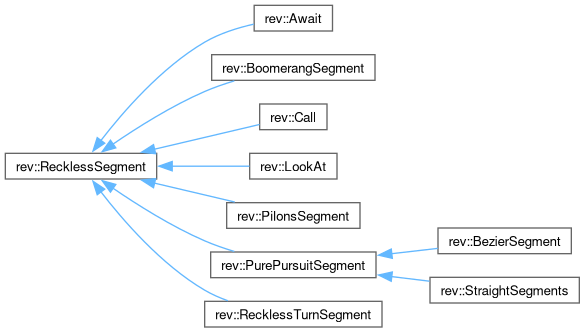 rev::Await
rev::BoomerangSegment
rev::Call
rev::RecklessSegment
rev::LookAt
rev::PilonsSegment
rev::BezierSegment
rev::PurePursuitSegment
rev::StraightSegments
rev::RecklessTurnSegment